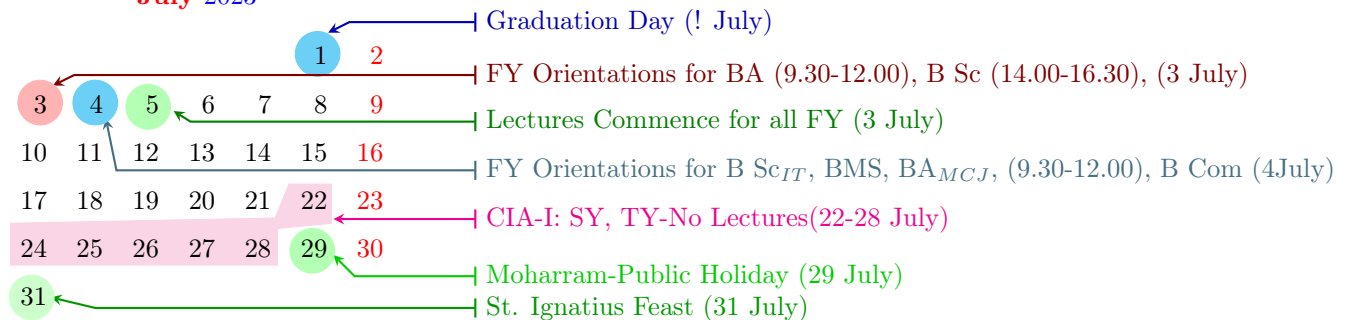 July 2023
Graduation Day (! July)
1 2
FY Orientations for BA (9.30-12.00), B Sc (14.00-16.30), (3 July)
3 4 5 6 7 8 9
Lectures Commence for all FY (3 July)
10 11 12 13 14 15 16
FY Orientations for B Sc_IT, BMS, BA_MCJ, (9.30-12.00), B Com (4July)
17 18 19 20 21 22 23
CIA-I: SY, TY-No Lectures(22-28 July)
24 25 26 27 28 29 30
Moharram-Public Holiday (29 July)
31
St. Ignatius Feast (31 July)